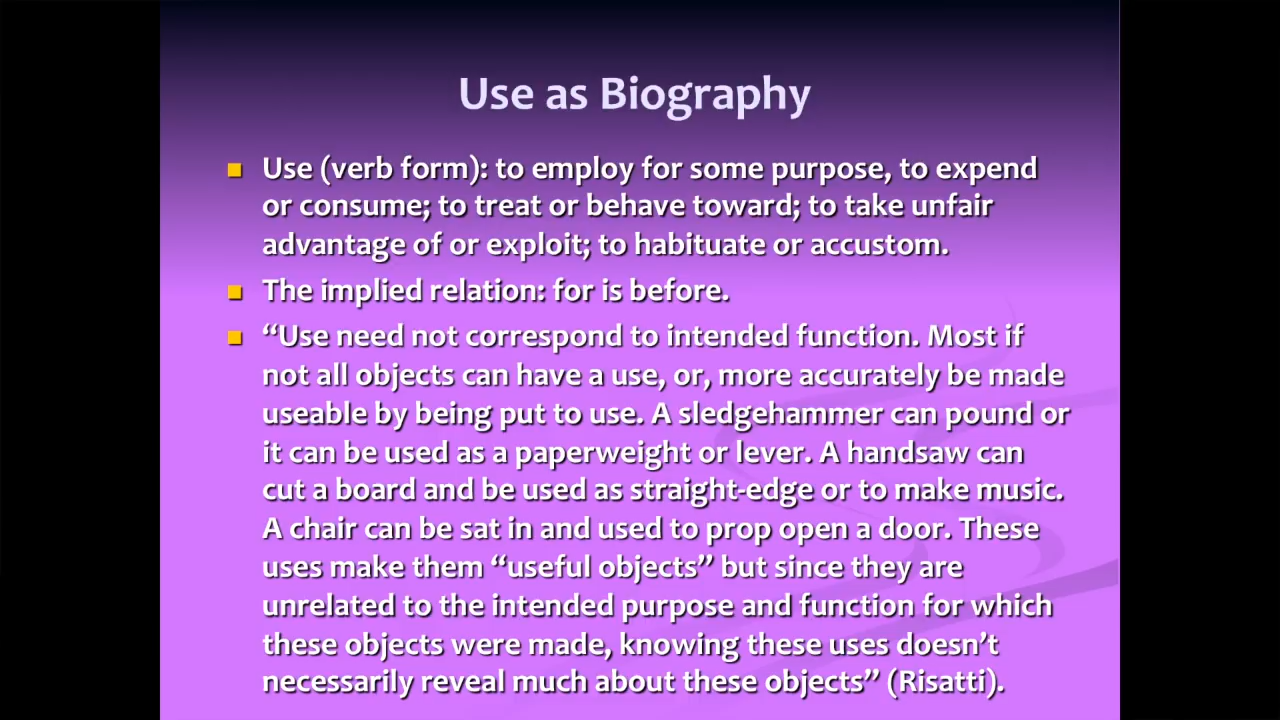 Use as Biography
Use (verb form): to employ for some purpose, to expend
or consume; to treat or behave toward; to take unfair
advantage of or exploit; to habituate or accustom.
The implied relation: for is before.
“Use need not correspond to intended function. Most if
not all objects can have a use, or, more accurately be made
useable by being put to use. A sledgehammer can pound or
it can be used as a paperweight or lever. A handsaw can
cut a board and be used as straight-edge or to make music.
A chair can be sat in and used to prop open a door. These
uses make them “useful objects” but since they are
unrelated to the intended purpose and function for which
these objects were made, knowing these uses doesn’t
necessarily reveal much about these objects” (Risatti).